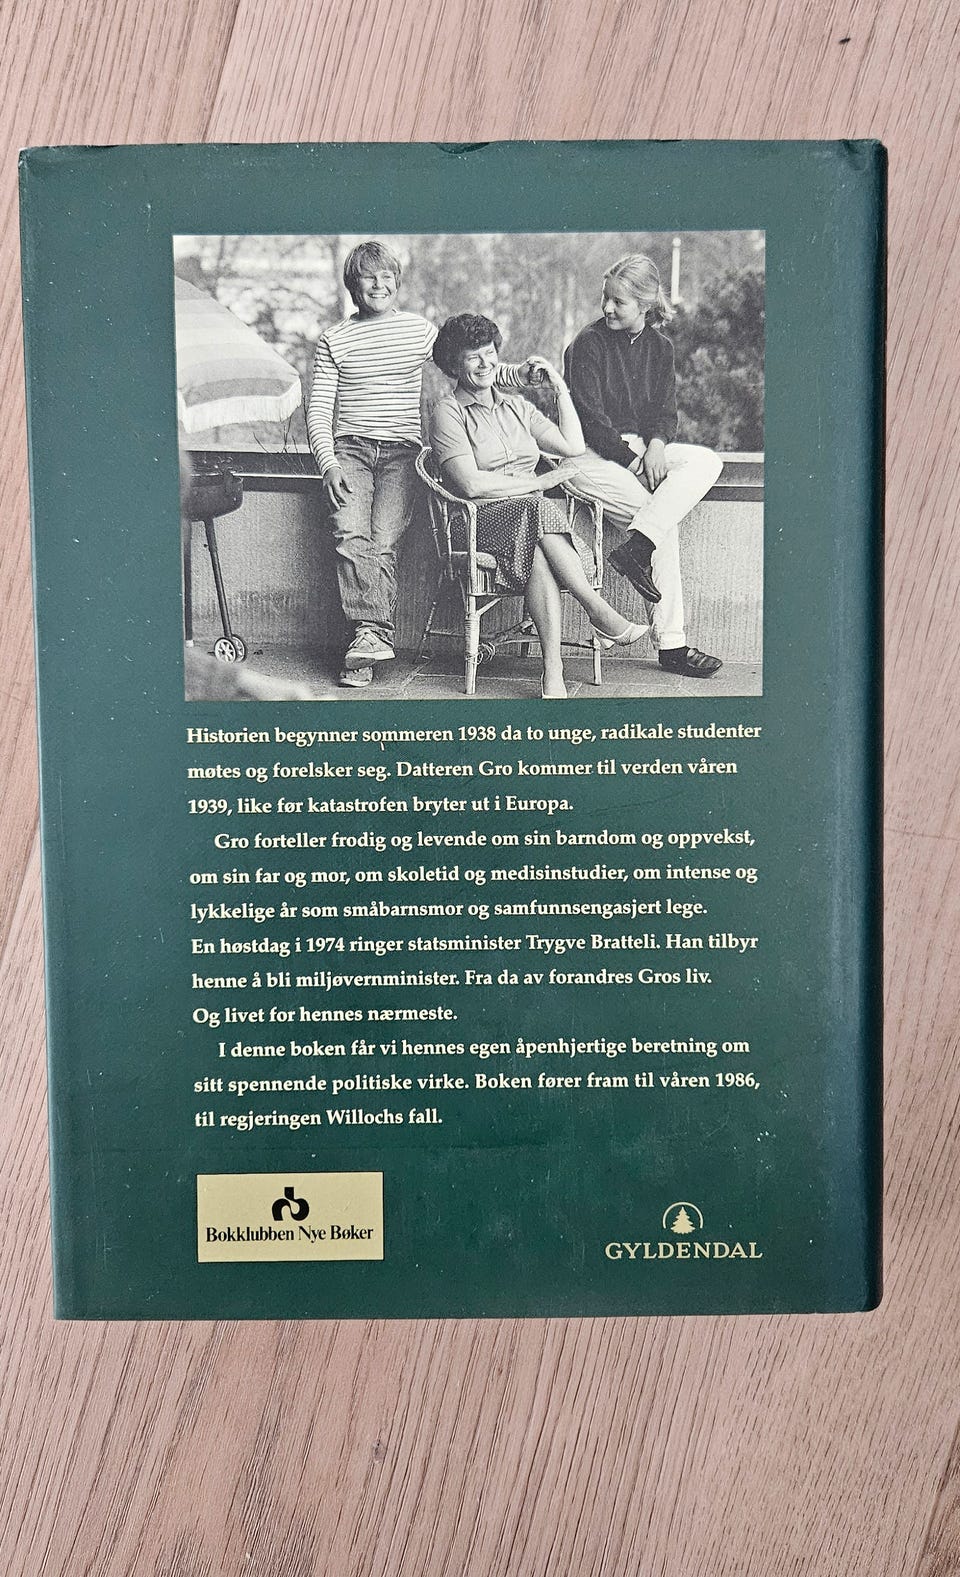 Historien begynner sommeren 1938 da to unge, radikale studenter
møtes og forelsker seg. Datteren Gro kommer til verden våren
1939, like før katastrofen bryter ut i Europa.
Gro forteller frodig og levende om sin barndom og oppvekst,
om sin far og mor, om skoletid og medisinstudier, om intense og
lykkelige år som småbarnsmor og samfunnsengasjert lege.
En høstdag i 1974 ringer statsminister Trygve Bratteli. Han tilbyr
henne å bli miljøvernminister. Fra da av forandres Gros liv.
Og livet for hennes nærmeste.
I denne boken får vi hennes egen åpenhjertige beretning om
sitt spennende politiske virke. Boken fører fram til våren 1986,
til regjeringen Willochs fall.
Bokklubben Nye Bøker
GYLDENDAL